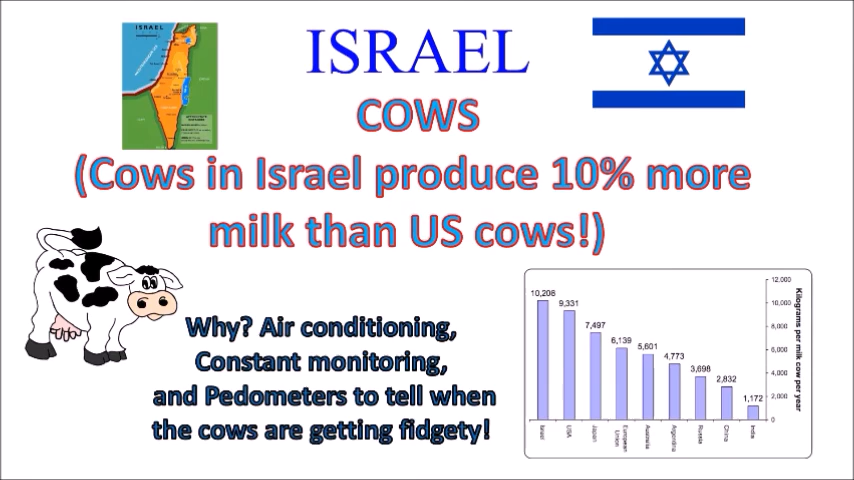 ISRAEL
ISRAEL
COWS
(Cows in Israel produce 10% more
milk than US cows!)
Why? Air conditioning,
Constant monitoring,
and Pedometers to tell when
the cows are getting fidgety!
12,000
10,000
8,000
6,000
4,000
2,000
0
Kilograms per milk cow per year
10,208
9,331
7,497
6,139
5,601
4,773
3,698
2,832
1,172
Israel
USA
Japan
European
Union
Australia
Argentina
Russia
China
India